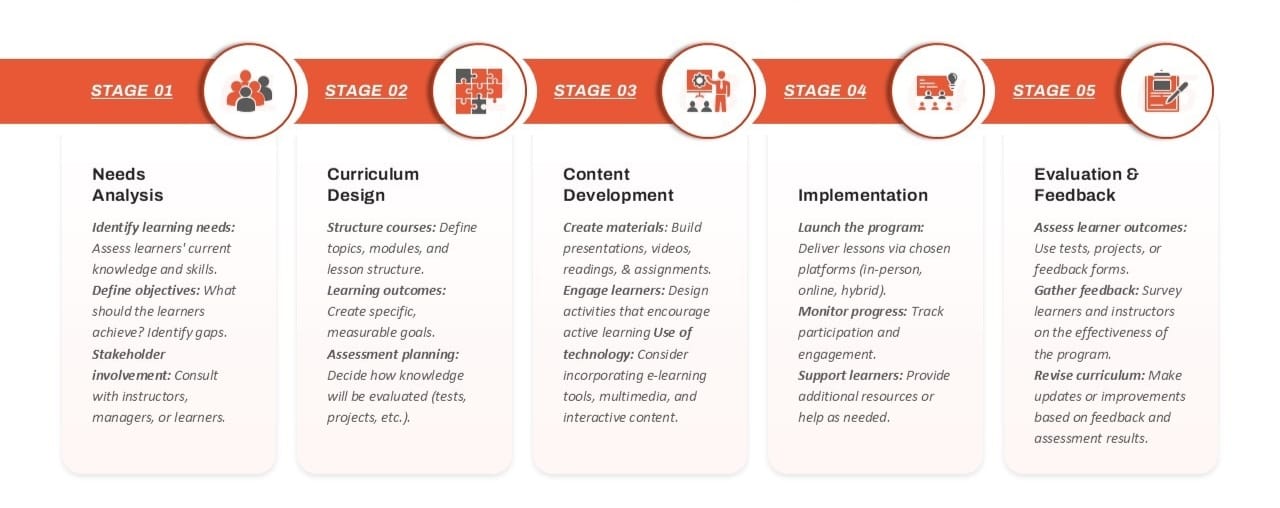 STAGE 01
STAGE 02
STAGE 03
STAGE 04
STAGE 05
Needs
Analysis
Identify learning needs:
Assess learners' current
knowledge and skills.
Define objectives: What
should the learners
achieve? Identify gaps.
Stakeholder
involvement: Consult
with instructors,
managers, or learners.
Curriculum
Design
Structure courses: Define
topics, modules, and
lesson structure.
Learning outcomes:
Create specific,
measurable goals.
Assessment planning:
Decide how knowledge
will be evaluated (tests,
projects, etc.).
Content
Development
Create materials: Build
presentations, videos,
readings, & assignments.
Engage learners: Design
activities that encourage
active learning Use of
technology: Consider
incorporating e-learning
tools, multimedia, and
interactive content.
Implementation
Launch the program:
Deliver lessons via chosen
platforms (in-person,
online, hybrid).
Monitor progress: Track
participation and
engagement.
Support learners: Provide
additional resources or
help as needed.
Evaluation &
Feedback
Assess learner outcomes:
Use tests, projects, or
feedback forms.
Gather feedback: Survey
learners and instructors
on the effectiveness of
the program.
Revise curriculum: Make
updates or improvements
based on feedback and
assessment results.